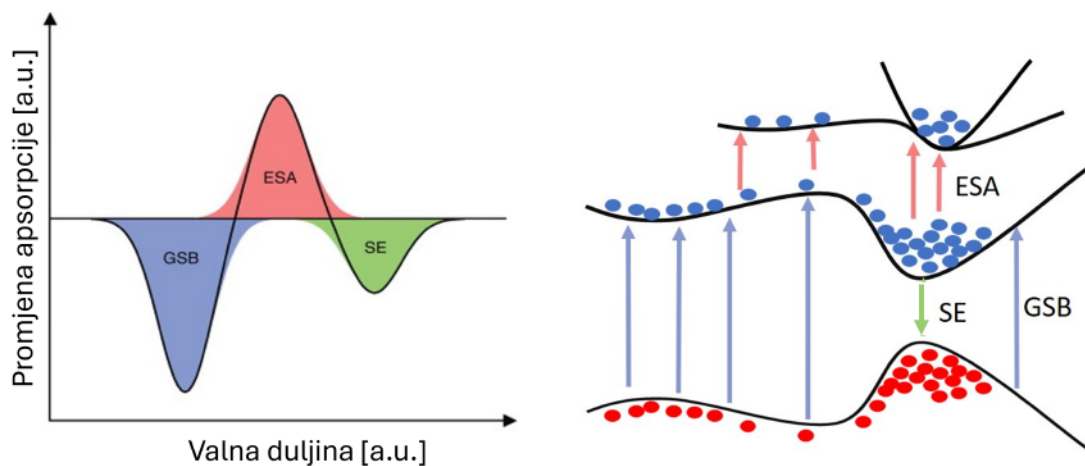 Promjena apsorpcije [a.u.]
ESA
GSB
SE
Valna duljina [a.u.]
ESA
SE
GSB